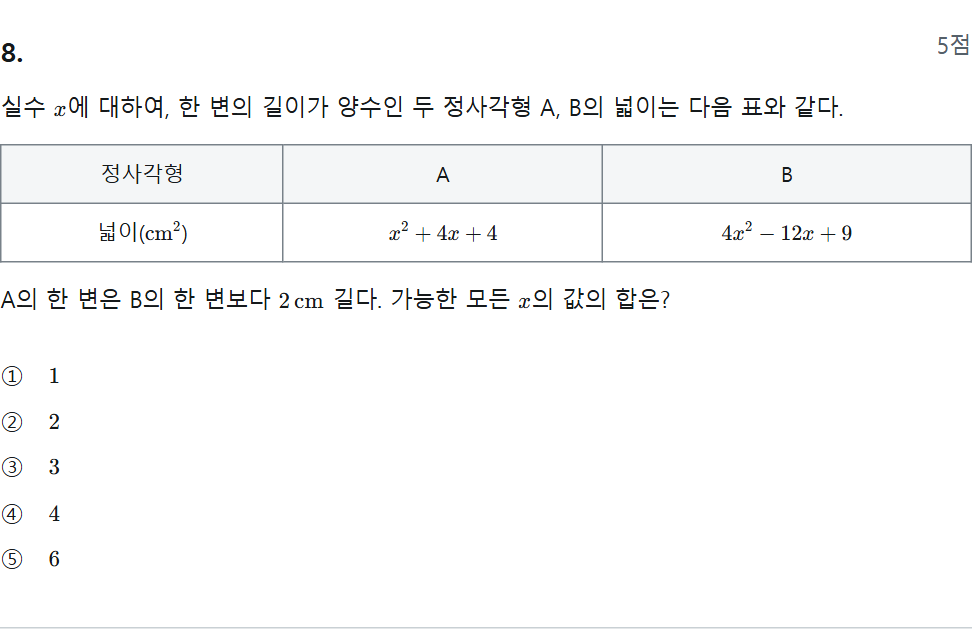 5점
8.
실수 x에 대하여, 한 변의 길이가 양수인 두 정사각형 A, B의 넓이는 다음 표와 같다.
정사각형 A B
넓이(cm²) x² + 4x + 4 4x² − 12x + 9
A의 한 변은 B의 한 변보다 2 cm 길다. 가능한 모든 x의 값의 합은?
① 1
② 2
③ 3
④ 4
⑤ 6